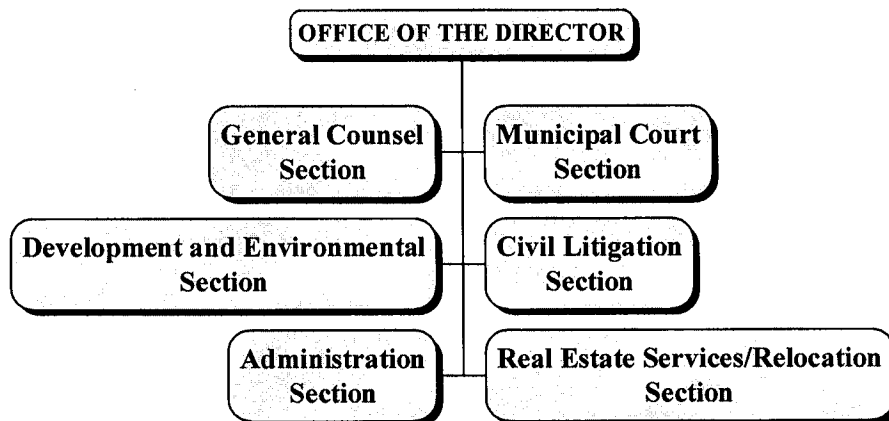 OFFICE OF THE DIRECTOR
General Counsel
Section
Municipal Court
Section
Development and Environmental
Section
Civil Litigation
Section
Administration
Section
Real Estate Services/Relocation
Section